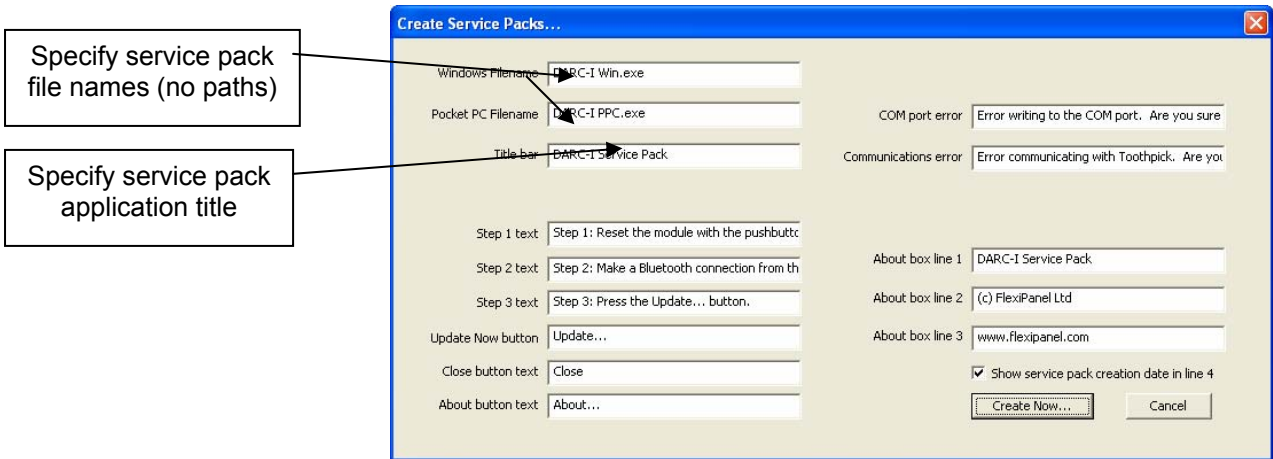 Create Service Packs...
Specify service pack
file names (no paths)
Specify service pack
application title
Windows Filename DARC-I Win.exe
Pocket PC Filename DARC-I PPC.exe
Title bar DARC-I Service Pack
COM port error Error writing to the COM port. Are you sure
Communications error Error communicating with Toothpick. Are you
Step 1 text Step 1: Reset the module with the pushbutto
Step 2 text Step 2: Make a Bluetooth connection from th
Step 3 text Step 3: Press the Update... button.
Update Now button Update...
Close button text Close
About button text About...
About box line 1 DARC-I Service Pack
About box line 2 (c) FlexiPanel Ltd
About box line 3 www.flexipanel.com
Show service pack creation date in line 4
Create Now... Cancel